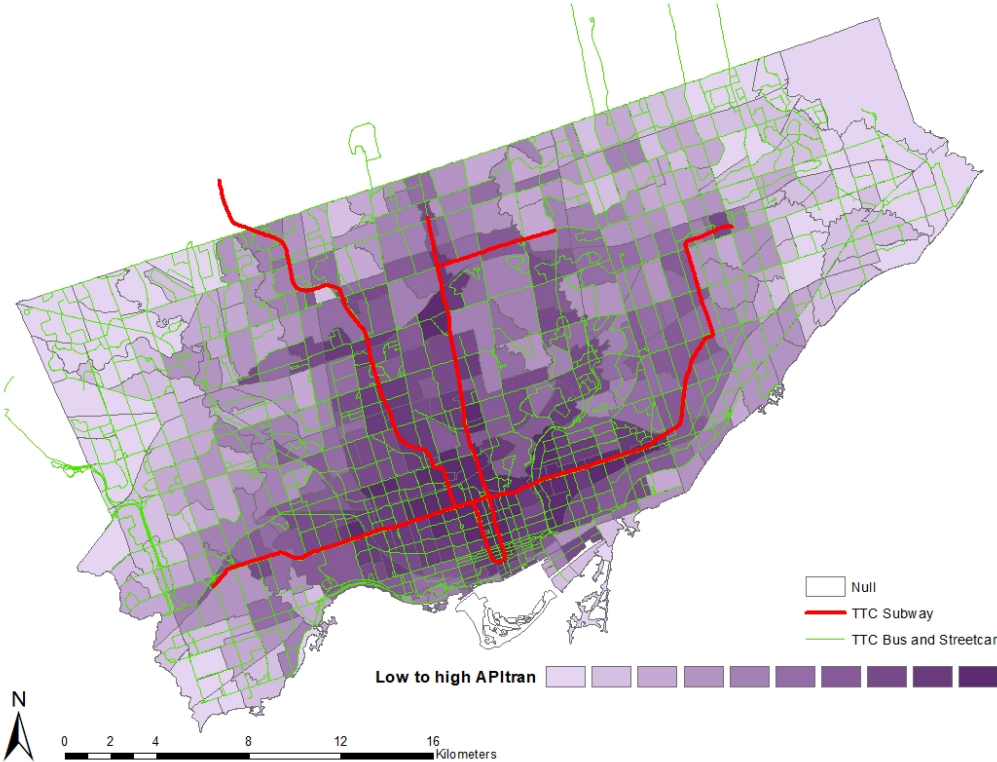 Null
TTC Subway
TTC Bus and Streetcar
Low to high APItran
N
0 2 4 8 12 16
Kilometers